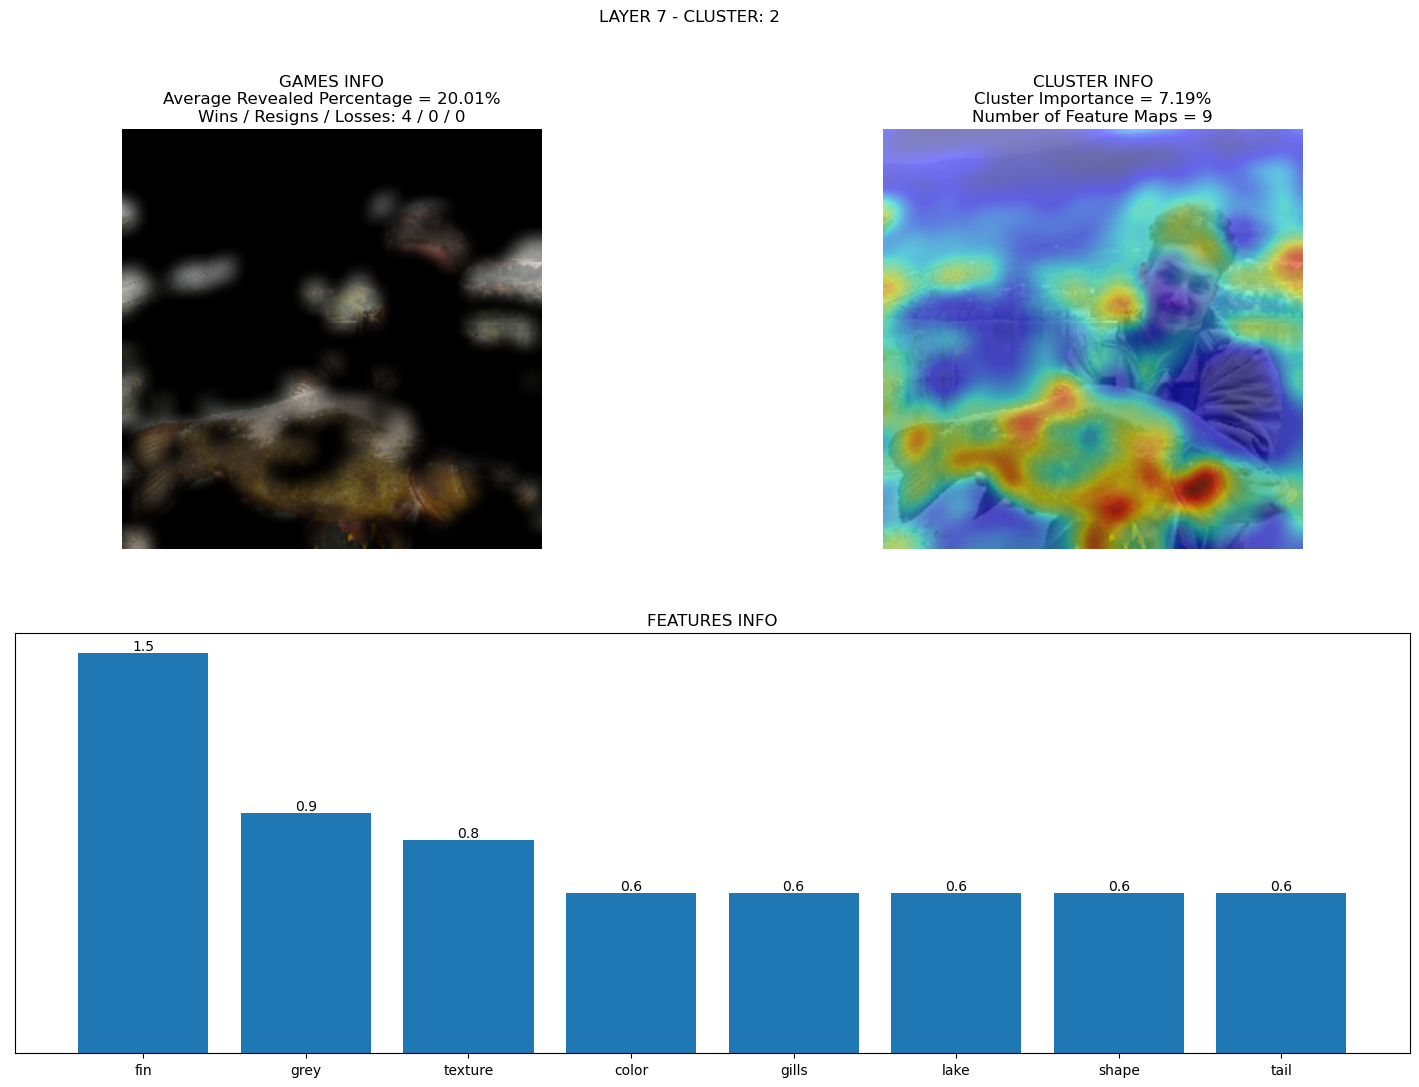 LAYER 7 - CLUSTER: 2
GAMES INFO
Average Revealed Percentage = 20.01%
Wins / Resigns / Losses: 4 / 0 / 0
CLUSTER INFO
Cluster Importance = 7.19%
Number of Feature Maps = 9
FEATURES INFO
1.5
0.9
0.8
0.6
0.6
0.6
0.6
0.6
fin
grey
texture
color
gills
lake
shape
tail